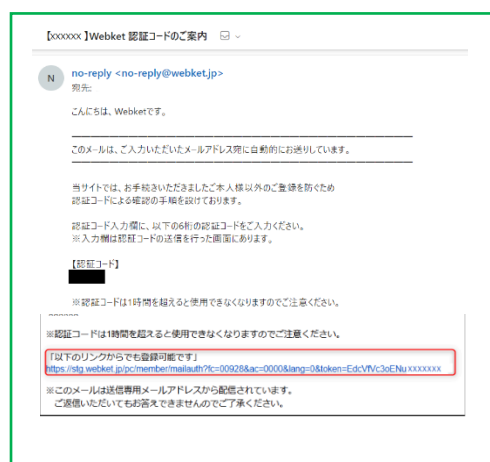 【xxxxxx 】Webket 認証コードのご案内
N
no-reply <no-reply@webket.jp>
宛先:
こんにちは、Webketです。
このメールは、ご入力いただいたメールアドレス宛に自動的にお送りしています。
当サイトでは、お手続きいただきましたご本人様以外のご登録を防ぐため
認証コードによる確認の手順を設けております。
認証コード入力欄に、以下の6桁の認証コードをご入力ください。
※入力欄は認証コードの送信を行った画面にあります。
【認証コード】
※認証コードは1時間を超えると使用できなくなりますのでご注意ください。
※認証コードは1時間を超えると使用できなくなりますのでご注意ください。
「以下のリンクからでも登録可能です」
https://stg.webket.jp/pc/member/mailauth?fc=00928&ac=0000&lang=0&token=EdcVfVc3oENu xxxxxxx
※このメールは送信専用メールアドレスから配信されています。
ご返信いただいてもお答えできませんのでご了承ください。